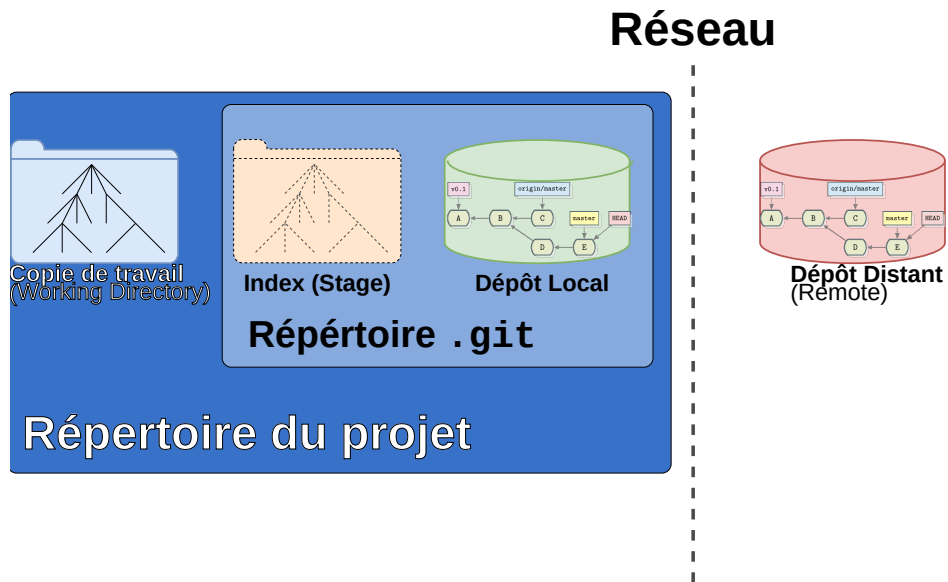 Réseau
v0.1
origin/master
A
B
C
master
HEAD
D
E
v0.1
origin/master
A
B
C
master
HEAD
D
E
Copie de travail
(Working Directory)
Index (Stage)
Dépôt Local
Dépôt Distant
(Remote)
Répértoire .git
Répertoire du projet